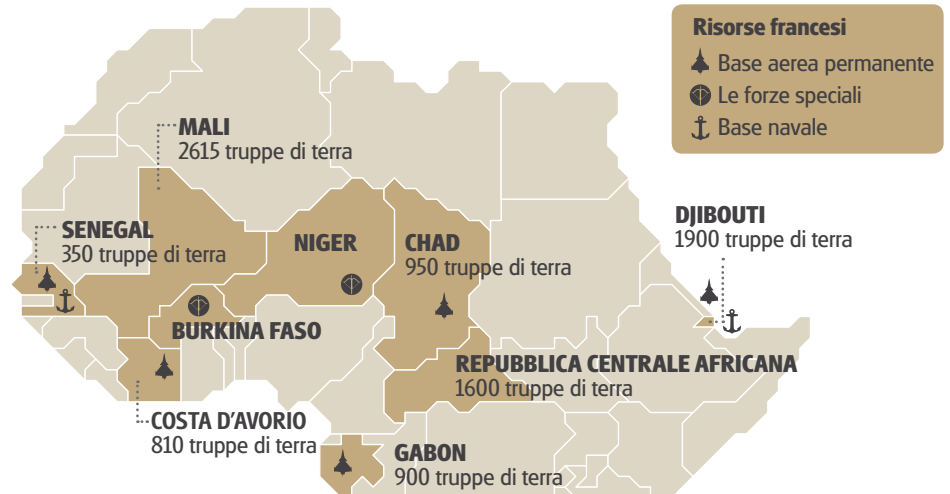 Risorse francesi
Base aerea permanente
Le forze speciali
Base navale
MALI
2615 truppe di terra
SENEGAL
350 truppe di terra
NIGER
CHAD
950 truppe di terra
DJIBOUTI
1900 truppe di terra
BURKINA FASO
REPUBBLICA CENTRALE AFRICANA
1600 truppe di terra
COSTA D'AVORIO
810 truppe di terra
GABON
900 truppe di terra